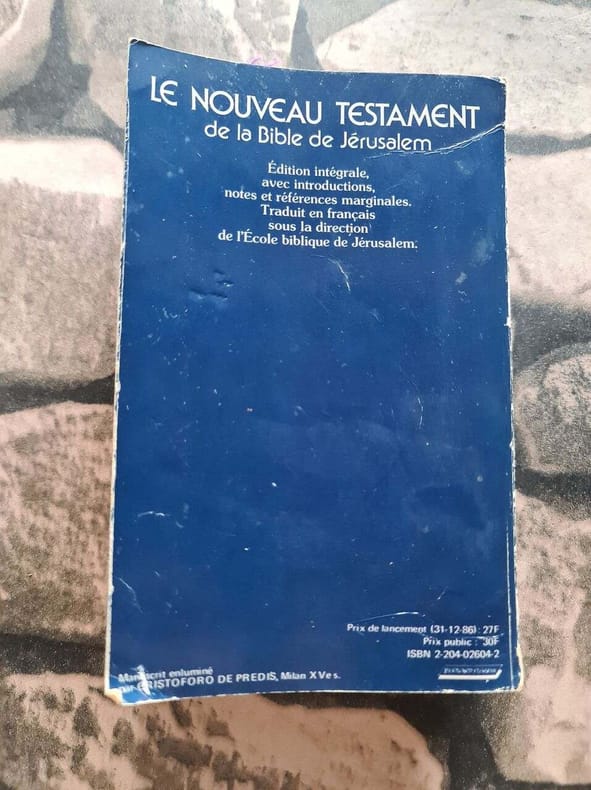 LE NOUVEAU TESTAMENT
de la Bible de Jérusalem
Édition intégrale,
avec introductions,
notes et références marginales.
Traduit en français
sous la direction
de l'École biblique de Jérusalem.
Prix de lancement (31-12-86) : 27F
Prix public : 30F
ISBN 2-204-02604-2
Manuscrit enluminé
par CRISTOFORO DE PREDIS, Milan XVe s.